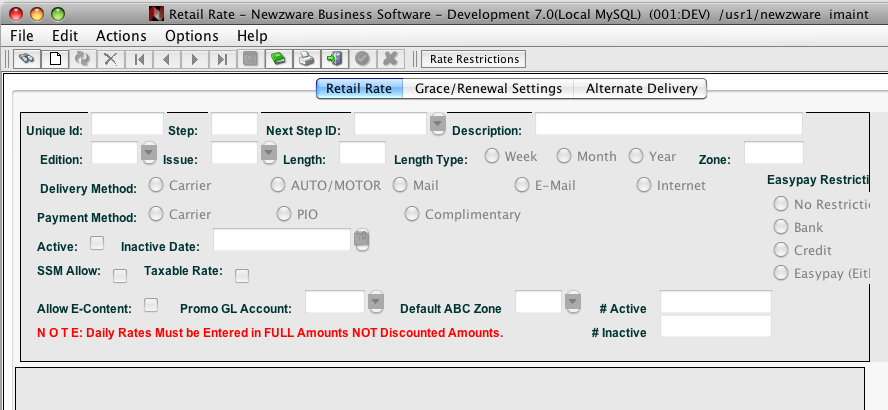 Retail Rate - Newzware Business Software - Development 7.0(Local MySQL) (001:DEV) /usr1/newzware imaint
File Edit Actions Options Help
Rate Restrictions
Retail Rate Grace/Renewal Settings Alternate Delivery
Unique Id: Step: Next Step ID: Description:
Edition: Issue: Length: Length Type: Week Month Year Zone:
Delivery Method: Carrier AUTO/MOTOR Mail E-Mail Internet
Easypay Restricti
Payment Method: Carrier PIO Complimentary
No Restrictio
Bank
Active: Inactive Date:
Credit
SSM Allow: Taxable Rate:
Easypay (Eith
Allow E-Content: Promo GL Account: Default ABC Zone # Active
N O T E: Daily Rates Must be Entered in FULL Amounts NOT Discounted Amounts. # Inactive